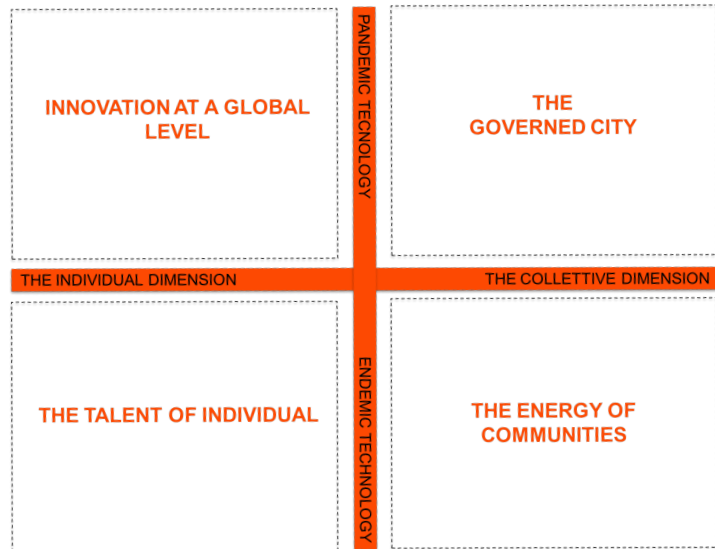 INNOVATION AT A GLOBAL
LEVEL
PANDEMIC TECNOLOGY
THE
GOVERNED CITY
THE INDIVIDUAL DIMENSION
THE COLLETTIVE DIMENSION
THE TALENT OF INDIVIDUAL
ENDEMIC TECHNOLOGY
THE ENERGY OF
COMMUNITIES